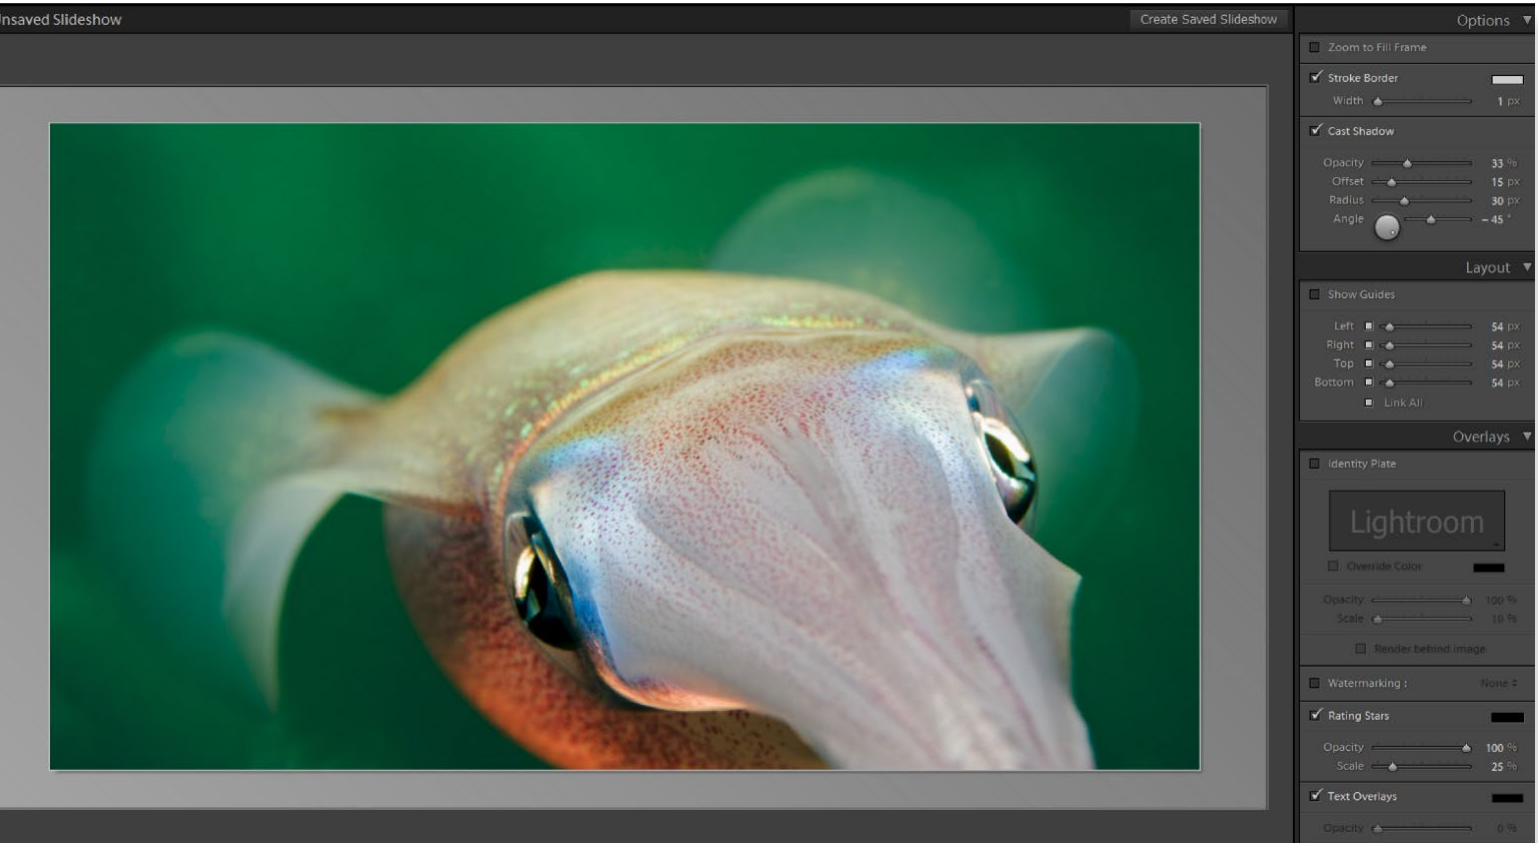 Unsaved Slideshow
Create Saved Slideshow
Options
Zoom to Fill Frame
Stroke Border
Width 1 px
Cast Shadow
Opacity 33 %
Offset 15 px
Radius 30 px
Angle – 45 °
Layout
Show Guides
Left 54 px
Right 54 px
Top 54 px
Bottom 54 px
Link All
Overlays
Identity Plate
Lightroom
Override Color
Opacity 100 %
Scale 10 %
Render behind image
Watermarking : None
Rating Stars
Opacity 100 %
Scale 25 %
Text Overlays
Opacity 0 %